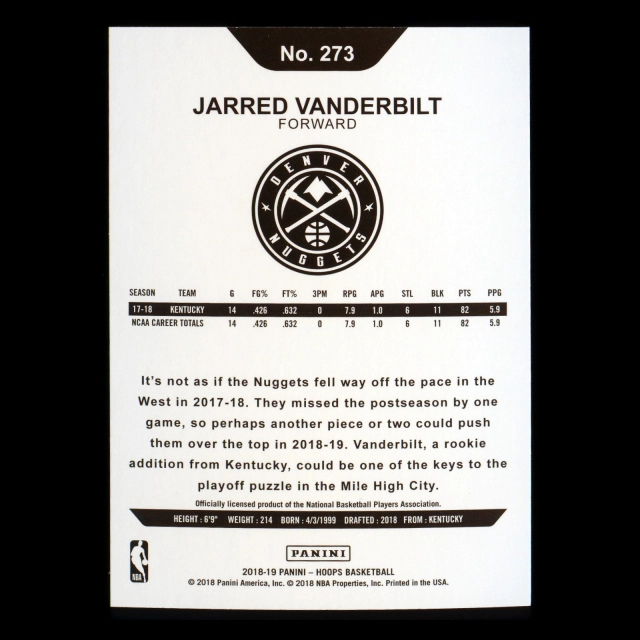 No. 273
JARRED VANDERBILT
FORWARD
DENVER
NUGGETS
SEASON TEAM G FG% FT% 3PM RPG APG STL BLK PTS PPG
17-18 KENTUCKY 14 .426 .632 0 7.9 1.0 6 11 82 5.9
NCAA CAREER TOTALS 14 .426 .632 0 7.9 1.0 6 11 82 5.9
It's not as if the Nuggets fell way off the pace in the
West in 2017-18. They missed the postseason by one
game, so perhaps another piece or two could push
them over the top in 2018-19. Vanderbilt, a rookie
addition from Kentucky, could be one of the keys to the
playoff puzzle in the Mile High City.
Officially licensed product of the National Basketball Players Association.
HEIGHT : 6'9" WEIGHT : 214 BORN : 4/3/1999 DRAFTED : 2018 FROM : KENTUCKY
NBA
PANINI
2018-19 PANINI – HOOPS BASKETBALL
© 2018 Panini America, Inc. © 2018 NBA Properties, Inc. Printed in the USA.